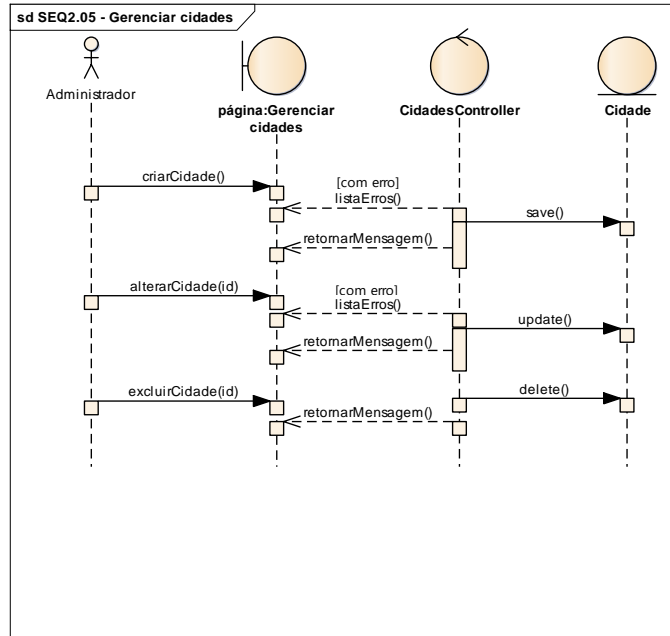 sd SEQ2.05 - Gerenciar cidades
Administrador
página:Gerenciar
cidades
CidadesController
Cidade
criarCidade()
[com erro]
listaErros()
save()
retornarMensagem()
alterarCidade(id)
[com erro]
listaErros()
update()
retornarMensagem()
excluirCidade(id)
delete()
retornarMensagem()